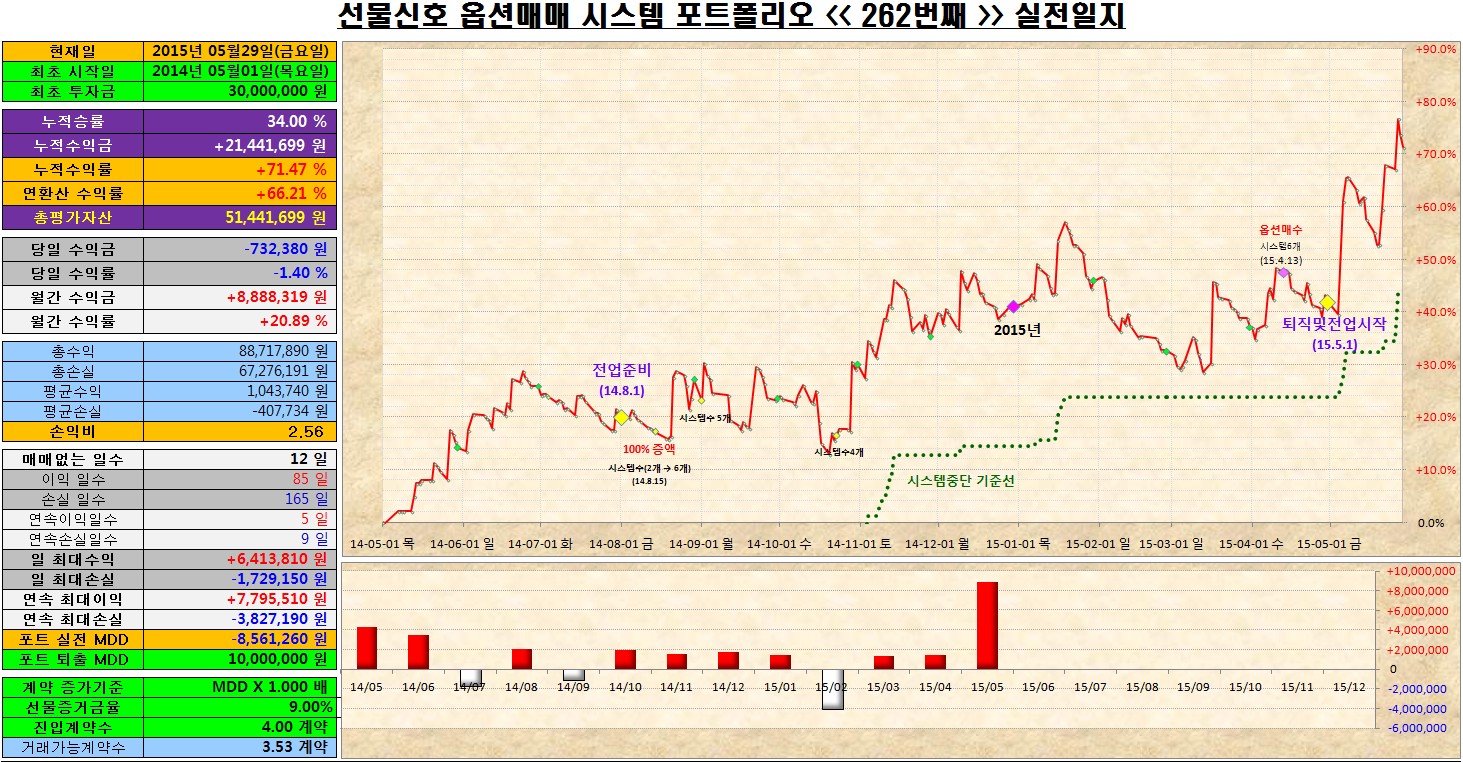 선물신호 옵션매매 시스템 포트폴리오 << 262번째 >> 실전일지
현재일 2015년 05월29일(금요일)
최초 시작일 2014년 05월01일(목요일)
최초 투자금 30,000,000 원
누적승률 34.00 %
누적수익금 +21,441,699 원
누적수익률 +71.47 %
연환산 수익률 +66.21 %
총평가자산 51,441,699 원
당일 수익금 -732,380 원
당일 수익률 -1.40 %
월간 수익금 +8,888,319 원
월간 수익률 +20.89 %
총수익 88,717,890 원
총손실 67,276,191 원
평균수익 1,043,740 원
평균손실 -407,734 원
손익비 2.56
매매없는 일수 12 일
이익 일수 85 일
손실 일수 165 일
연속이익일수 5 일
연속손실일수 9 일
일 최대수익 +6,413,810 원
일 최대손실 -1,729,150 원
연속 최대이익 +7,795,510 원
연속 최대손실 -3,827,190 원
포트 실전 MDD -8,561,260 원
포트 퇴출 MDD 10,000,000 원
계약 증가기준 MDD X 1.000 배
선물증거금율 9.00%
진입계약수 4.00 계약
거래가능계약수 3.53 계약
+90.0%
+80.0%
+70.0%
+60.0%
+50.0%
+40.0%
+30.0%
+20.0%
+10.0%
0.0%
옵션매수
시스템6개
(15.4.13)
2015년
퇴직및전업시작
(15.5.1)
전업준비
(14.8.1)
시스템수 5개
100% 증액
시스템수(2개 → 6개)
(14.8.15)
시스템수4개
시스템중단 기준선
14-05-01 목 14-06-01 일 14-07-01 화 14-08-01 금 14-09-01 월 14-10-01 수 14-11-01 토 14-12-01 월 15-01-01 목 15-02-01 일 15-03-01 일 15-04-01 수 15-05-01 금
+10,000,000
+8,000,000
+6,000,000
+4,000,000
+2,000,000
0
-2,000,000
-4,000,000
-6,000,000
14/05 14/06 14/07 14/08 14/09 14/10 14/11 14/12 15/01 15/02 15/03 15/04 15/05 15/06 15/07 15/08 15/09 15/10 15/11 15/12